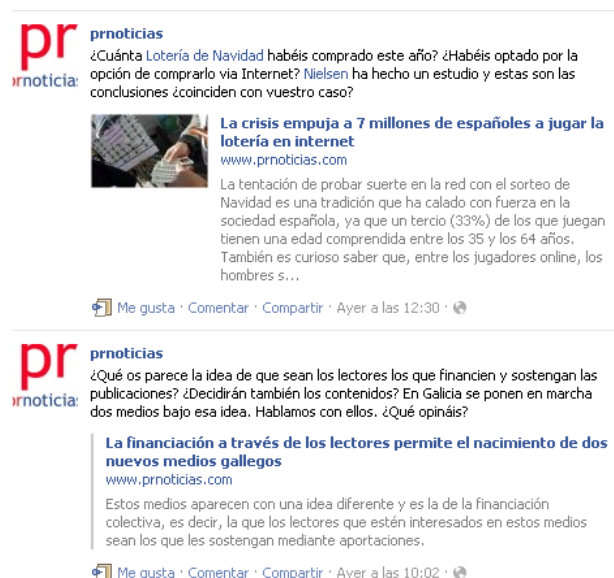 pr
prnoticias
prnoticias
¿Cuánta Lotería de Navidad habéis comprado este año? ¿Habéis optado por la
opción de comprarlo via Internet? Nielsen ha hecho un estudio y estas son las
conclusiones ¿coinciden con vuestro caso?
La crisis empuja a 7 millones de españoles a jugar la
lotería en internet
www.prnoticias.com
La tentación de probar suerte en la red con el sorteo de
Navidad es una tradición que ha calado con fuerza en la
sociedad española, ya que un tercio (33%) de los que juegan
tienen una edad comprendida entre los 35 y los 64 años.
También es curioso saber que, entre los jugadores online, los
hombres s...
Me gusta · Comentar · Compartir · Ayer a las 12:30 ·
pr
prnoticias
prnoticias
¿Qué os parece la idea de que sean los lectores los que financien y sostengan las
publicaciones? ¿Decidirán también los contenidos? En Galicia se ponen en marcha
dos medios bajo esa idea. Hablamos con ellos. ¿Qué opináis?
La financiación a través de los lectores permite el nacimiento de dos
nuevos medios gallegos
www.prnoticias.com
Estos medios aparecen con una idea diferente y es la de la financiación
colectiva, es decir, la que los lectores que estén interesados en estos medios
sean los que les sostengan mediante aportaciones.
Me gusta · Comentar · Compartir · Ayer a las 10:02 ·